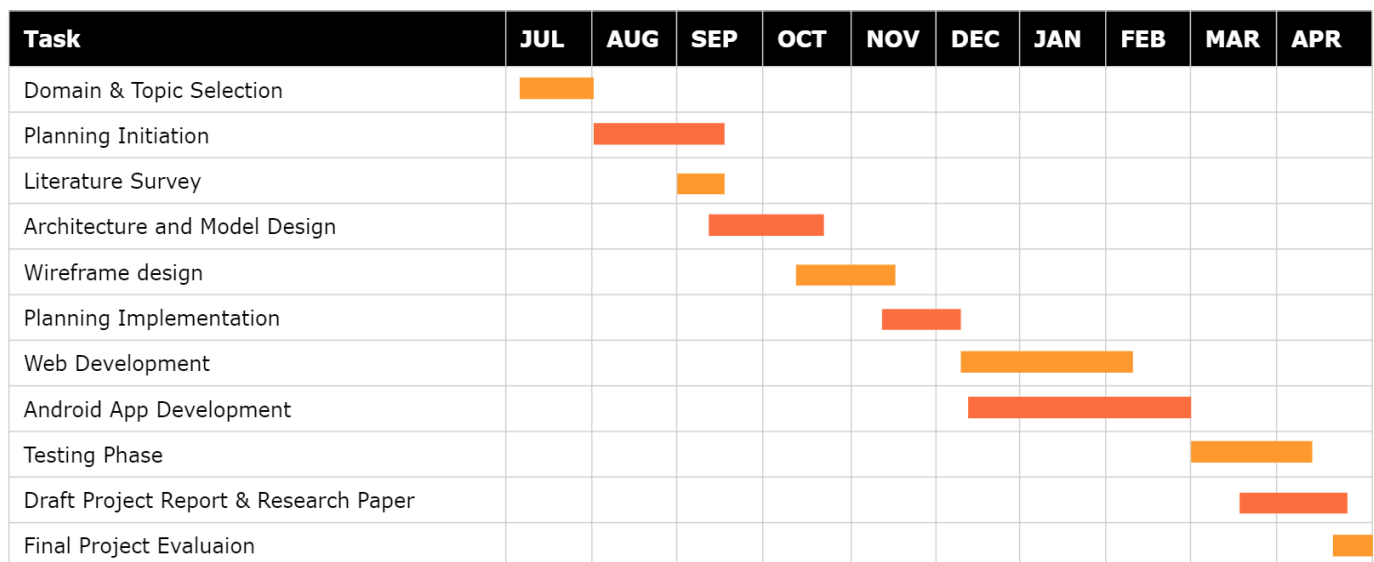 Task JUL AUG SEP OCT NOV DEC JAN FEB MAR APR
Domain & Topic Selection
Planning Initiation
Literature Survey
Architecture and Model Design
Wireframe design
Planning Implementation
Web Development
Android App Development
Testing Phase
Draft Project Report & Research Paper
Final Project Evaluaion